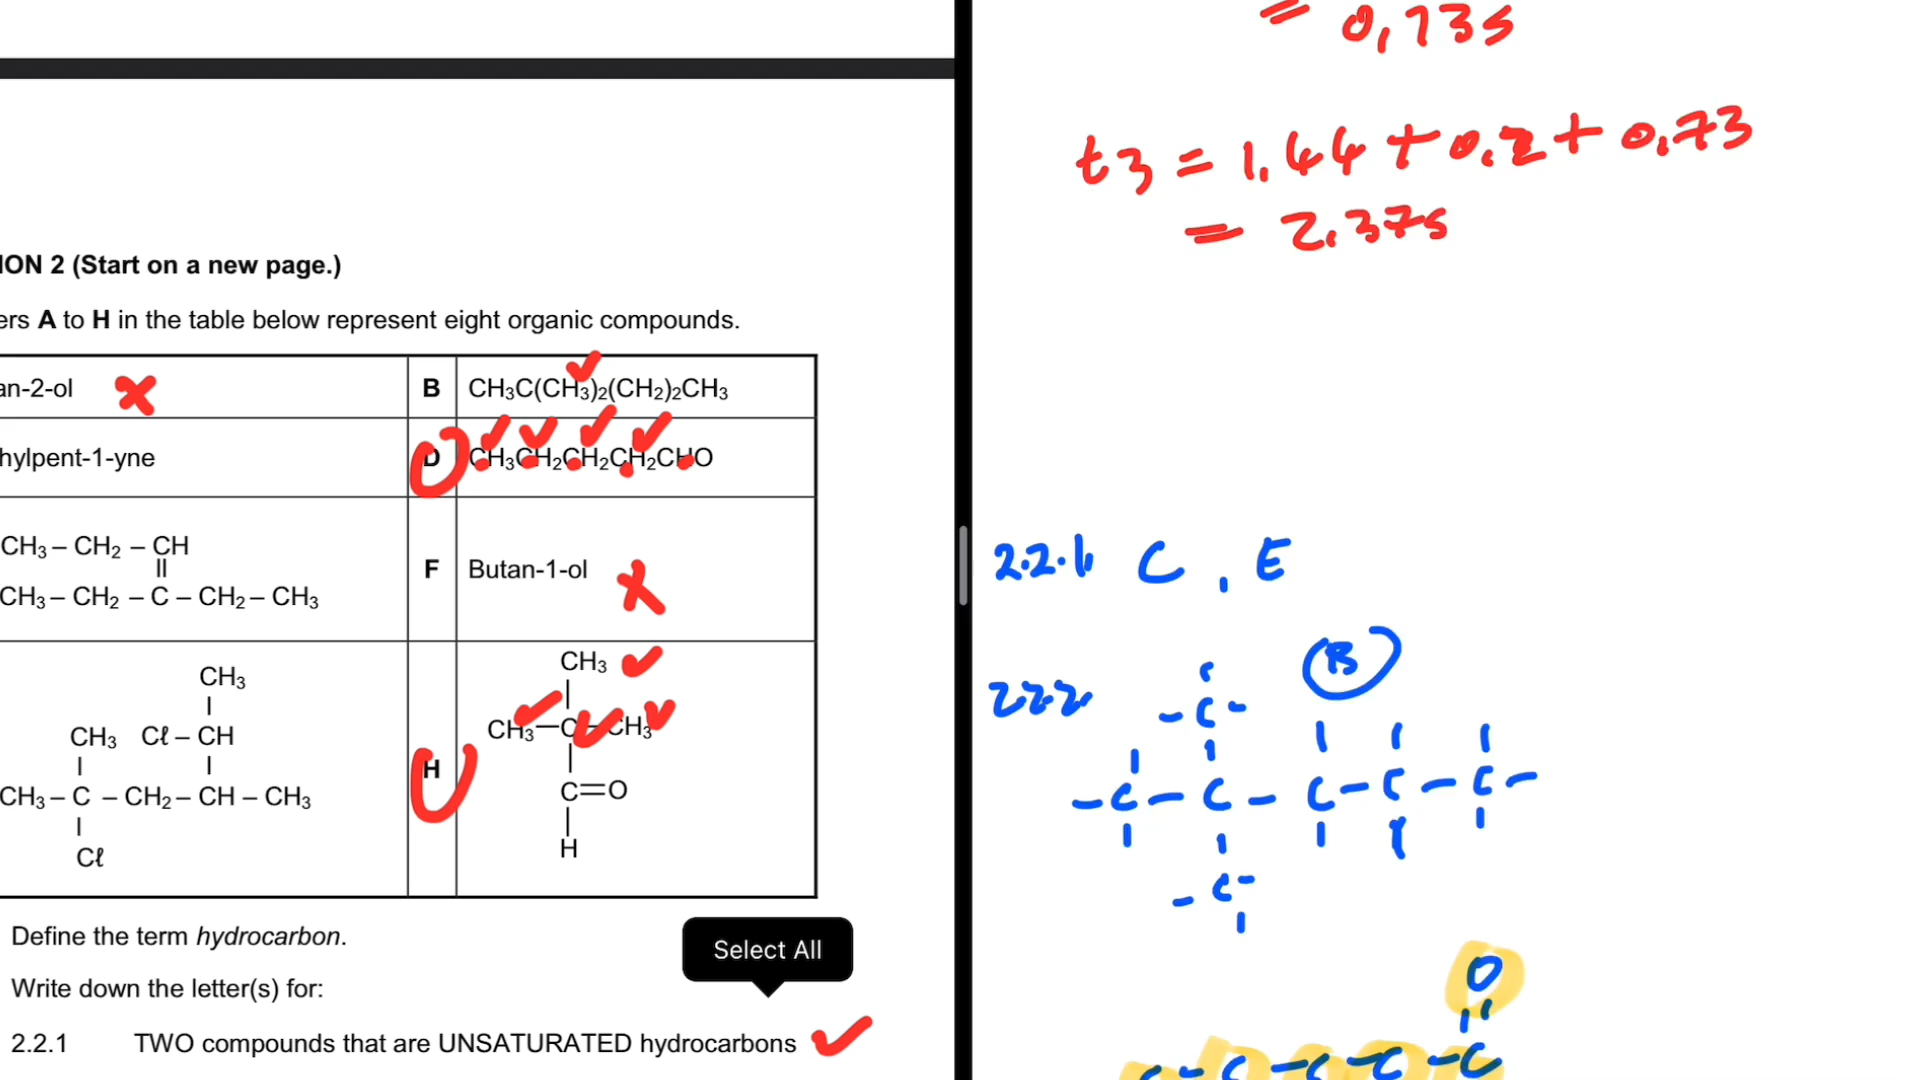 ION 2 (Start on a new page.)
ers A to H in the table below represent eight organic compounds.
an-2-ol
B CH₃C(CH₃)₂(CH₂)₂CH₃
hylpent-1-yne
D CH₃CH₂CH₂CH₂CHO
CH₃ – CH₂ – CH
||
CH₃ – CH₂ – C – CH₂ – CH₃
F Butan-1-ol
CH₃
|
CH₃ Cℓ – CH
| |
CH₃ – C – CH₂ – CH – CH₃
|
Cℓ
H
CH₃
|
CH₃—C—CH₃
|
C=O
|
H
Define the term hydrocarbon.
Write down the letter(s) for:
2.2.1 TWO compounds that are UNSATURATED hydrocarbons
Select All
= 0,73s
t3 = 1.44 + 0.2 + 0,73
= 2.37s
2.2.1. C, E
2.2.2. B
- C -
- C - C - C - C - C -
- C -
O
||
C - C - C - C - C